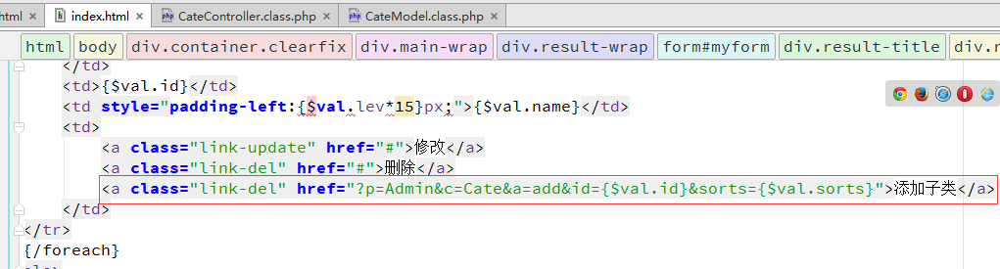 html × index.html × CateController.class.php × CateModel.class.php ×
html body div.container.clearfix div.main-wrap div.result-wrap form#myform div.result-title div.r
</td>
<td>{$val.id}</td>
<td style="padding-left:{$val.lev*15}px;">{$val.name}</td>
<td>
<a class="link-update" href="#">修改</a>
<a class="link-del" href="#">删除</a>
<a class="link-del" href="?p=Admin&c=Cate&a=add&id={$val.id}&sorts={$val.sorts}">添加子类</a>
</td>
</tr>
{/foreach}